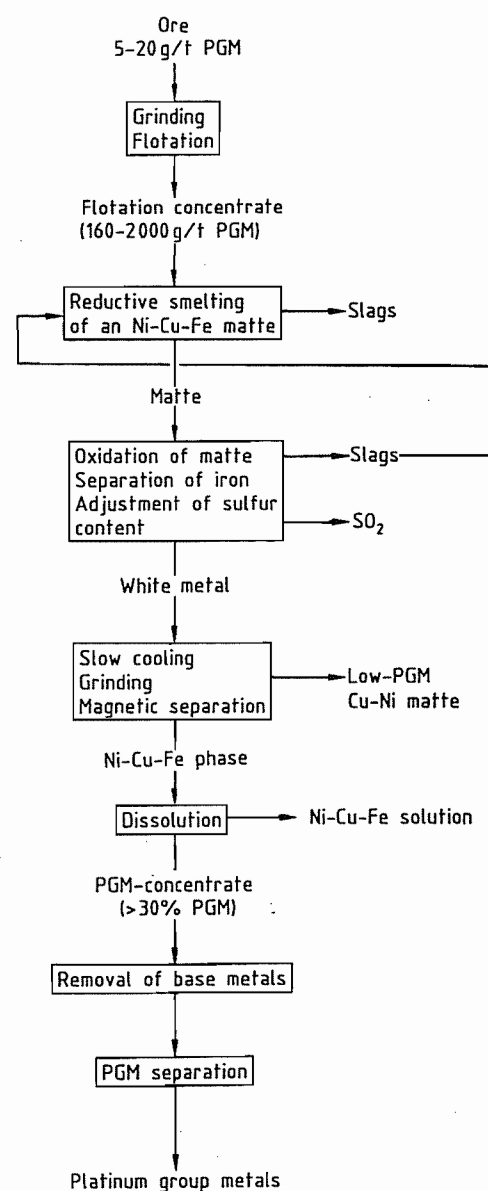 Ore
5–20 g/t PGM
Grinding
Flotation
Flotation concentrate
(160–2000 g/t PGM)
Reductive smelting
of an Ni–Cu–Fe matte
Slags
Matte
Oxidation of matte
Separation of iron
Adjustment of sulfur
content
Slags
SO₂
White metal
Slow cooling
Grinding
Magnetic separation
Low-PGM
Cu–Ni matte
Ni–Cu–Fe phase
Dissolution
Ni–Cu–Fe solution
PGM-concentrate
(>30% PGM)
Removal of base metals
PGM separation
Platinum group metals